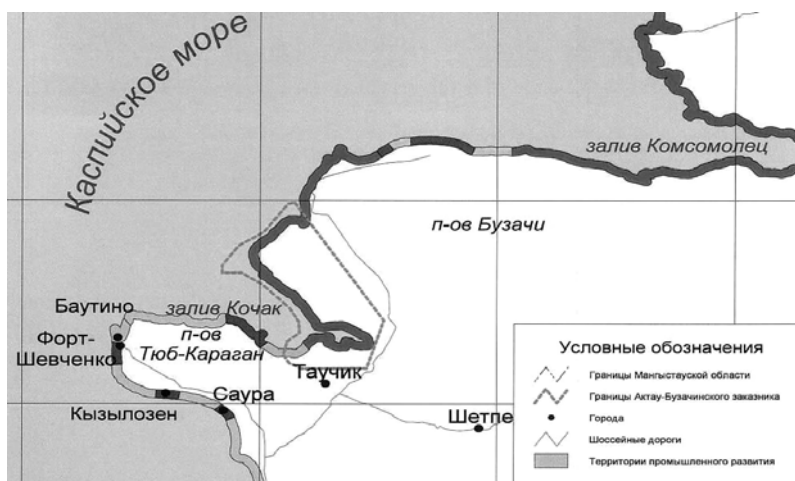 Каспийское море
залив Комсомолец
п-ов Бузачи
залив Кочак
Баутино
п-ов
Тюб-Караган
Форт-
Шевченко
Таучик
Саура
Кызылозен
Шетпе
Условные обозначения
Границы Мангыстауской области
Границы Актау-Бузачинского заказника
Города
Шоссейные дороги
Территории промышленного развития